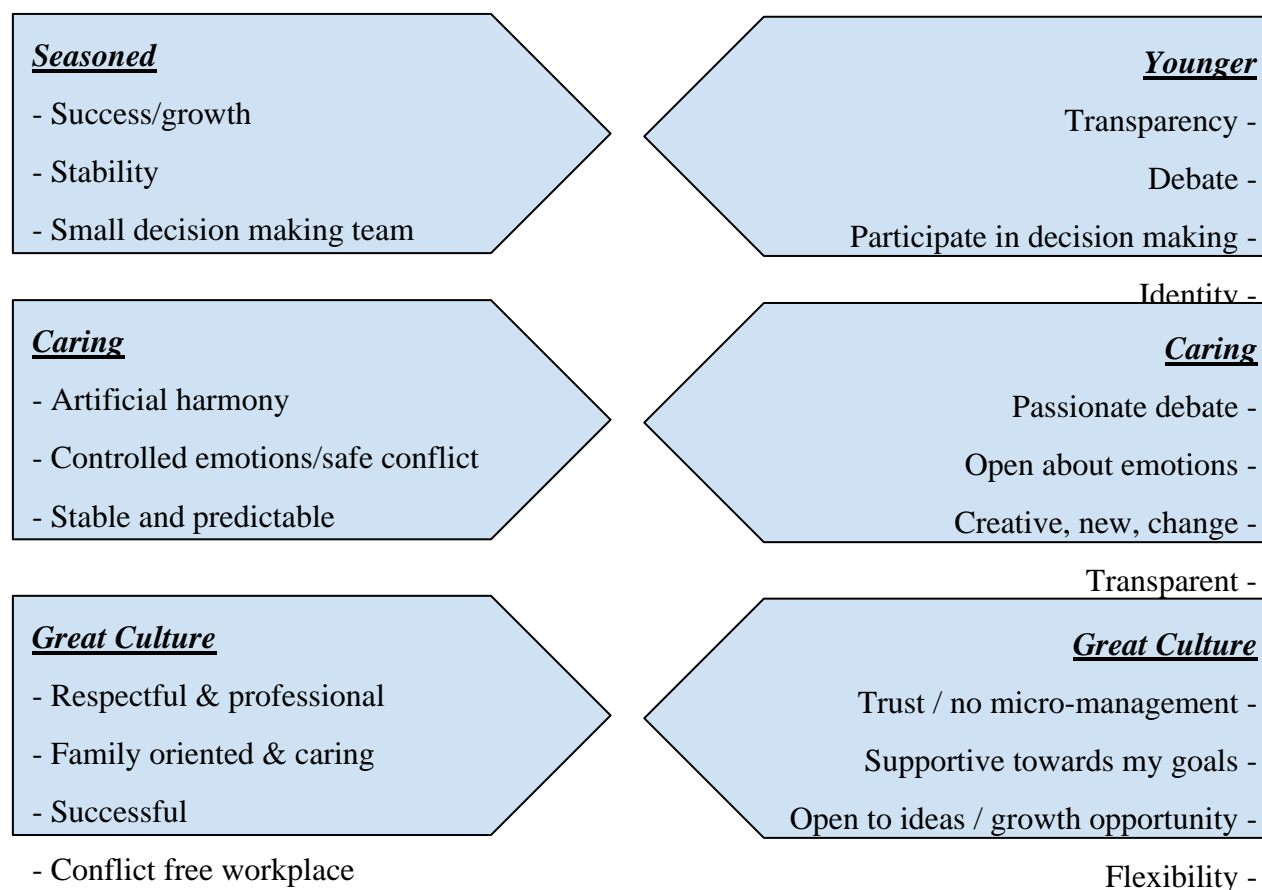 Seasoned
- Success/growth
- Stability
- Small decision making team
Younger
Transparency -
Debate -
Participate in decision making -
Identity -
Caring
- Artificial harmony
- Controlled emotions/safe conflict
- Stable and predictable
Caring
Passionate debate -
Open about emotions -
Creative, new, change -
Transparent -
Great Culture
- Respectful & professional
- Family oriented & caring
- Successful
- Conflict free workplace
Great Culture
Trust / no micro-management -
Supportive towards my goals -
Open to ideas / growth opportunity -
Flexibility -